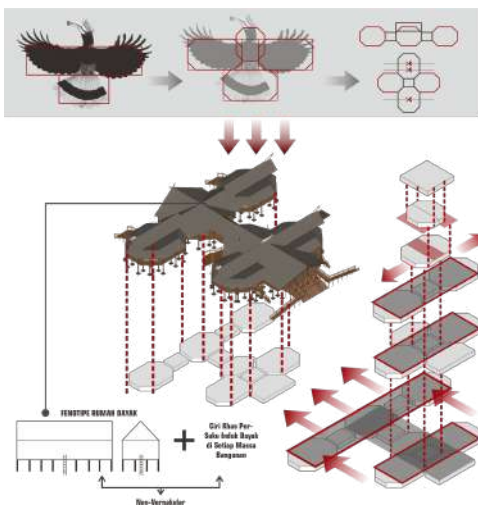 FENOTIPE RUMAH DAYAK
Ciri Khas Per-
Suku Induk Dayak
di Setiap Massa
Bangunan
Neo-Vernakular